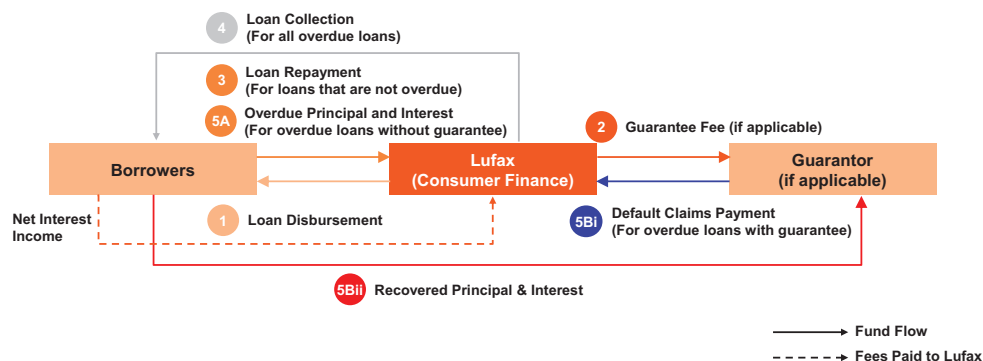 4
Loan Collection
(For all overdue loans)
3
Loan Repayment
(For loans that are not overdue)
5A
Overdue Principal and Interest
(For overdue loans without guarantee)
2
Guarantee Fee (if applicable)
Borrowers
Lufax
(Consumer Finance)
Guarantor
(if applicable)
Net Interest
Income
1
Loan Disbursement
5Bi
Default Claims Payment
(For overdue loans with guarantee)
5Bii
Recovered Principal & Interest
Fund Flow
Fees Paid to Lufax